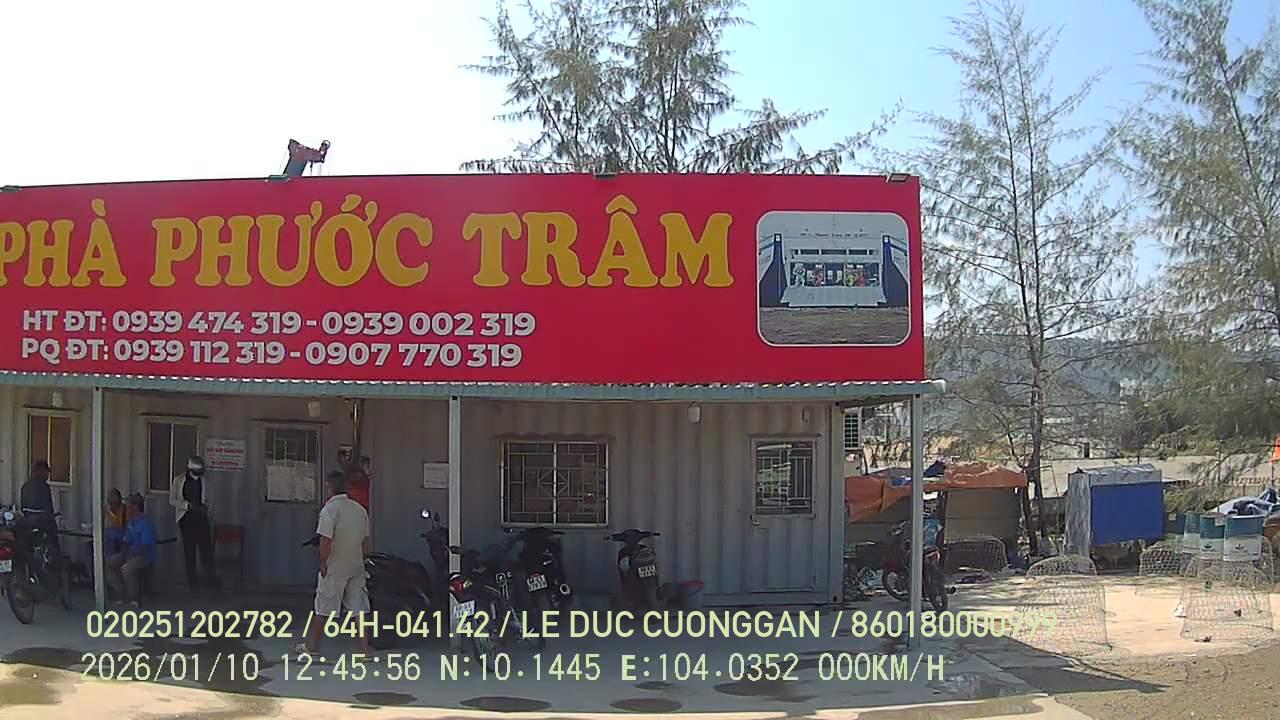 PHÀ PHƯỚC TRÂM
HT ĐT: 0939 474 319 - 0939 002 319
PQ ĐT: 0939 112 319 - 0907 770 319
020251202782 / 64H-041.42 / LE DUC CUONGGAN / 860180000999
2026/01/10 12:45:56 N:10.1445 E:104.0352 000KM/H